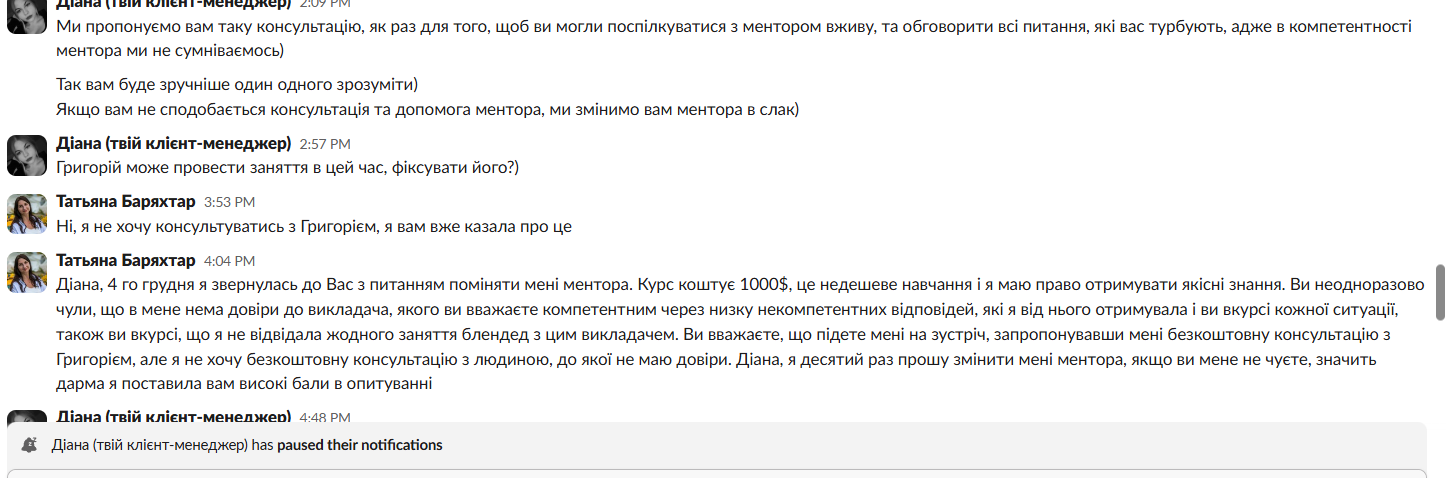 Діана (твій клієнт-менеджер) 2:09 PM
Ми пропонуємо вам таку консультацію, як раз для того, щоб ви могли поспілкуватися з ментором вживу, та обговорити всі питання, які вас турбують, адже в компетентності
ментора ми не сумніваємось)
Так вам буде зручніше один одного зрозуміти)
Якщо вам не сподобається консультація та допомога ментора, ми змінимо вам ментора в слак)
Діана (твій клієнт-менеджер) 2:57 PM
Григорій може провести заняття в цей час, фіксувати його?)
Татьяна Баряхтар 3:53 PM
Ні, я не хочу консультуватись з Григорієм, я вам вже казала про це
Татьяна Баряхтар 4:04 PM
Діана, 4 го грудня я звернулась до Вас з питанням поміняти мені ментора. Курс коштує 1000$, це недешеве навчання і я маю право отримувати якісні знання. Ви неодноразово
чули, що в мене нема довіри до викладача, якого ви вважаєте компетентним через низку некомпетентних відповідей, які я від нього отримувала і ви вкурсі кожної ситуації,
також ви вкурсі, що я не відвідала жодного заняття блендед з цим викладачем. Ви вважаєте, що підете мені на зустріч, запропонувавши мені безкоштовну консультацію з
Григорієм, але я не хочу безкоштовну консультацію з людиною, до якої не маю довіри. Діана, я десятий раз прошу змінити мені ментора, якщо ви мене не чуєте, значить
дарма я поставила вам високі бали в опитуванні
Діана (твій клієнт-менеджер) 4:48 PM
Діана (твій клієнт-менеджер) has paused their notifications